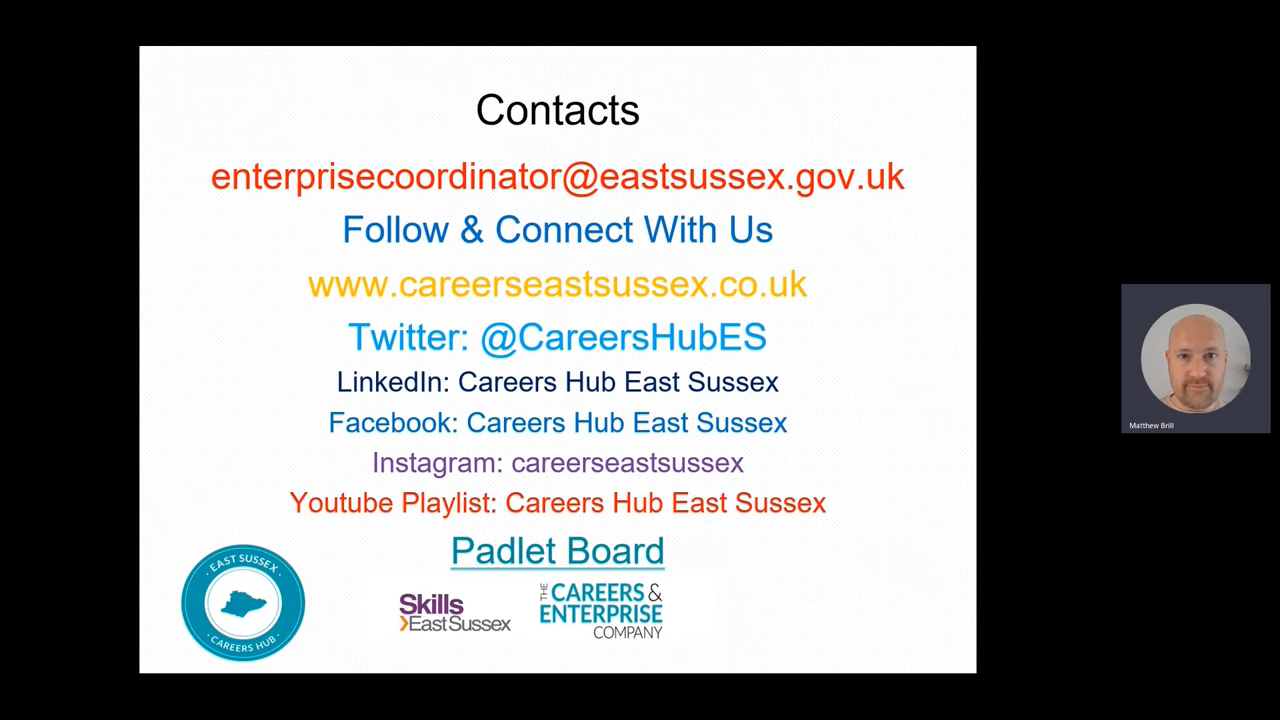 Contacts
enterprisecoordinator@eastsussex.gov.uk
Follow & Connect With Us
www.careerseastsussex.co.uk
Twitter: @CareersHubES
LinkedIn: Careers Hub East Sussex
Facebook: Careers Hub East Sussex
Instagram: careerseastsussex
Youtube Playlist: Careers Hub East Sussex
Padlet Board
· EAST SUSSEX ·
· CAREERS HUB ·
Skills
East Sussex
THE CAREERS &
ENTERPRISE
COMPANY
Matthew Brill